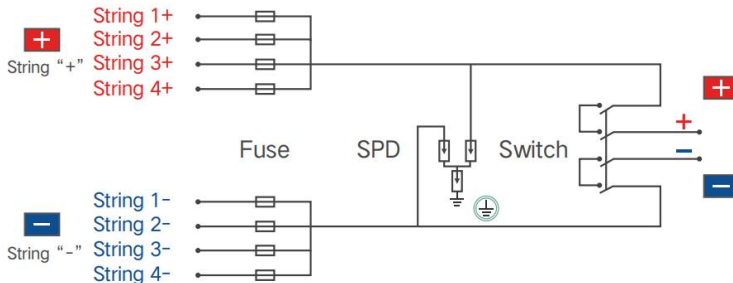 String 1+
String 2+
String “+”
String 3+
String 4+
+
Fuse
SPD
Switch
−
String 1−
String 2−
String “-”
String 3−
String 4−